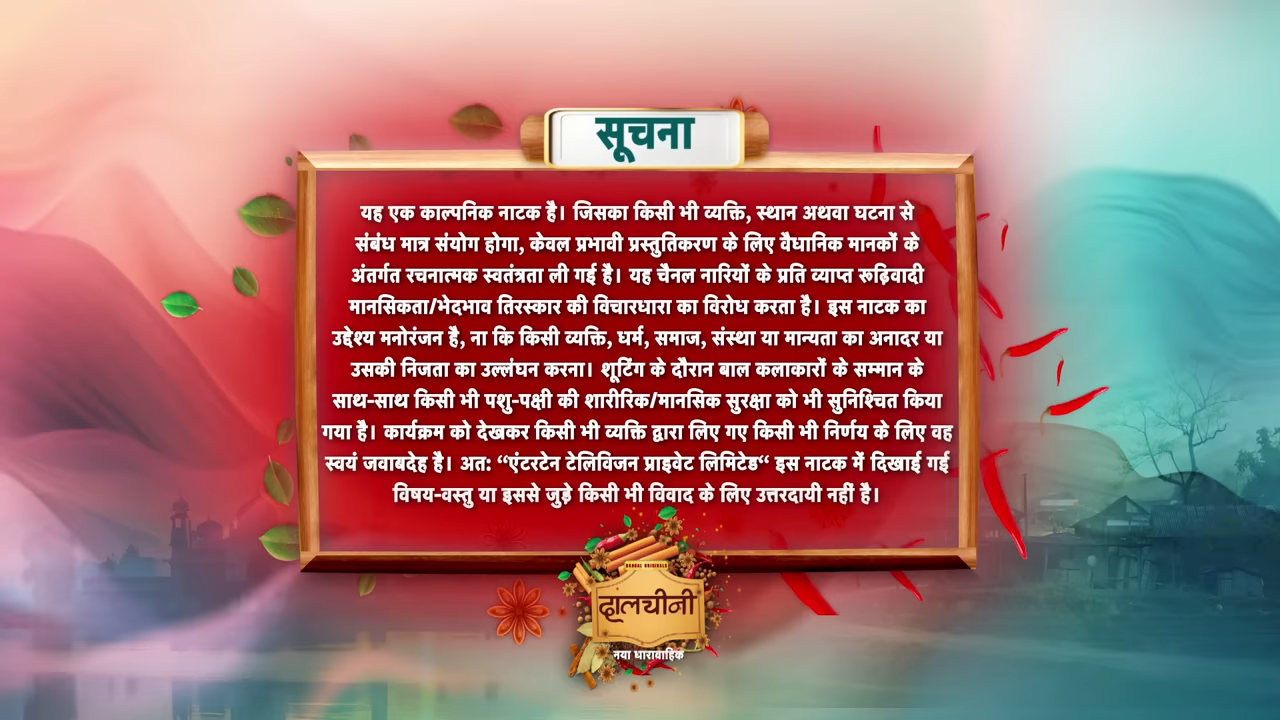 सूचना
यह एक काल्पनिक नाटक है। जिसका किसी भी व्यक्ति, स्थान अथवा घटना से
संबंध मात्र संयोग होगा, केवल प्रभावी प्रस्तुतिकरण के लिए वैधानिक मानकों के
अंतर्गत रचनात्मक स्वतंत्रता ली गई है। यह चैनल नारियों के प्रति व्याप्त रूढ़िवादी
मानसिकता/भेदभाव तिरस्कार की विचारधारा का विरोध करता है। इस नाटक का
उद्देश्य मनोरंजन है, ना कि किसी व्यक्ति, धर्म, समाज, संस्था या मान्यता का अनादर या
उसकी निजता का उल्लंघन करना। शूटिंग के दौरान बाल कलाकारों के सम्मान के
साथ-साथ किसी भी पशु-पक्षी की शारीरिक/मानसिक सुरक्षा को भी सुनिश्चित किया
गया है। कार्यक्रम को देखकर किसी भी व्यक्ति द्वारा लिए गए किसी भी निर्णय के लिए वह
स्वयं जवाबदेह है। अतः “एंटरटेन टेलिविजन प्राइवेट लिमिटेड“ इस नाटक में दिखाई गई
विषय-वस्तु या इससे जुड़े किसी भी विवाद के लिए उत्तरदायी नहीं है।
DANGAL ORIGINALS
दालचीनी
नया धारावाहिक